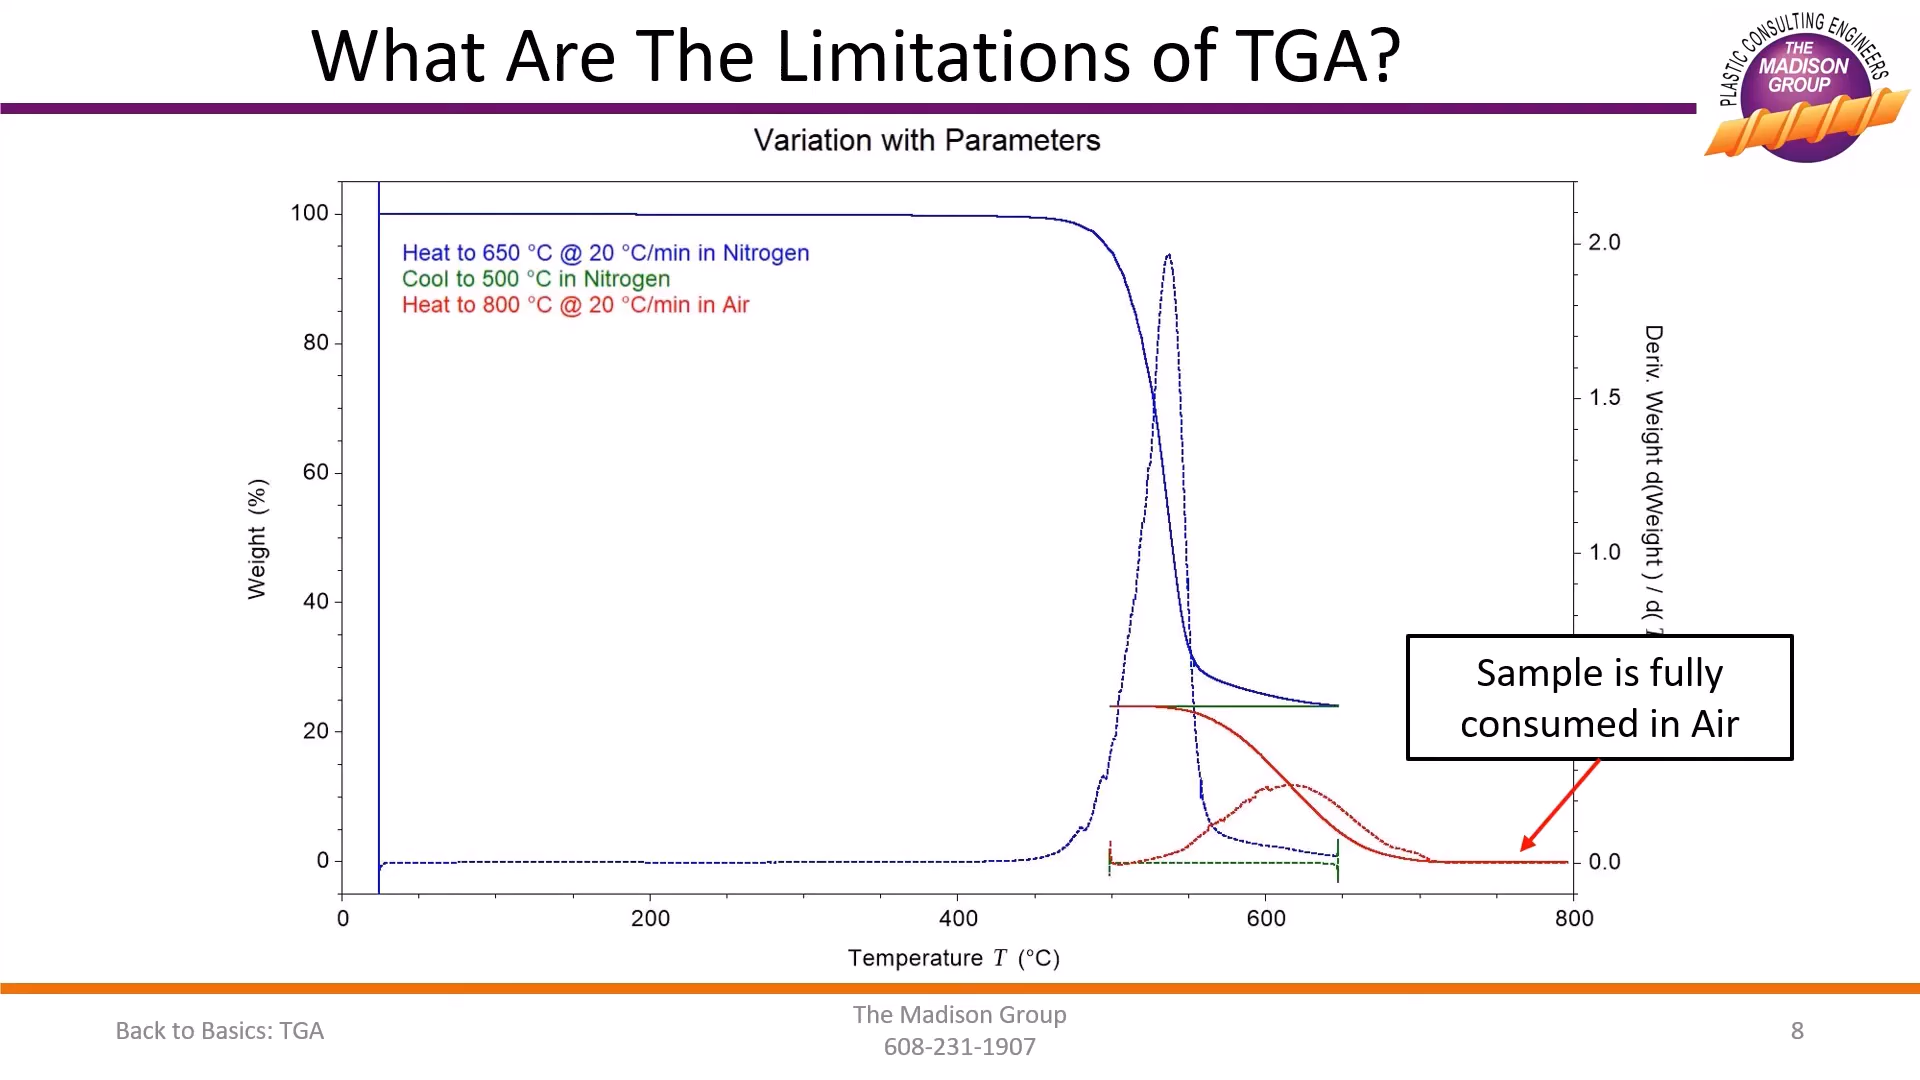 What Are The Limitations of TGA?
PLASTIC CONSULTING ENGINEERS
THE
MADISON
GROUP
Variation with Parameters
Heat to 650 °C @ 20 °C/min in Nitrogen
Cool to 500 °C in Nitrogen
Heat to 800 °C @ 20 °C/min in Air
Weight (%)
100
80
60
40
20
0
2.0
1.5
1.0
0.0
Deriv. Weight d(Weight ) / d(
Sample is fully
consumed in Air
0 200 400 600 800
Temperature T (°C)
Back to Basics: TGA
The Madison Group
608-231-1907
8